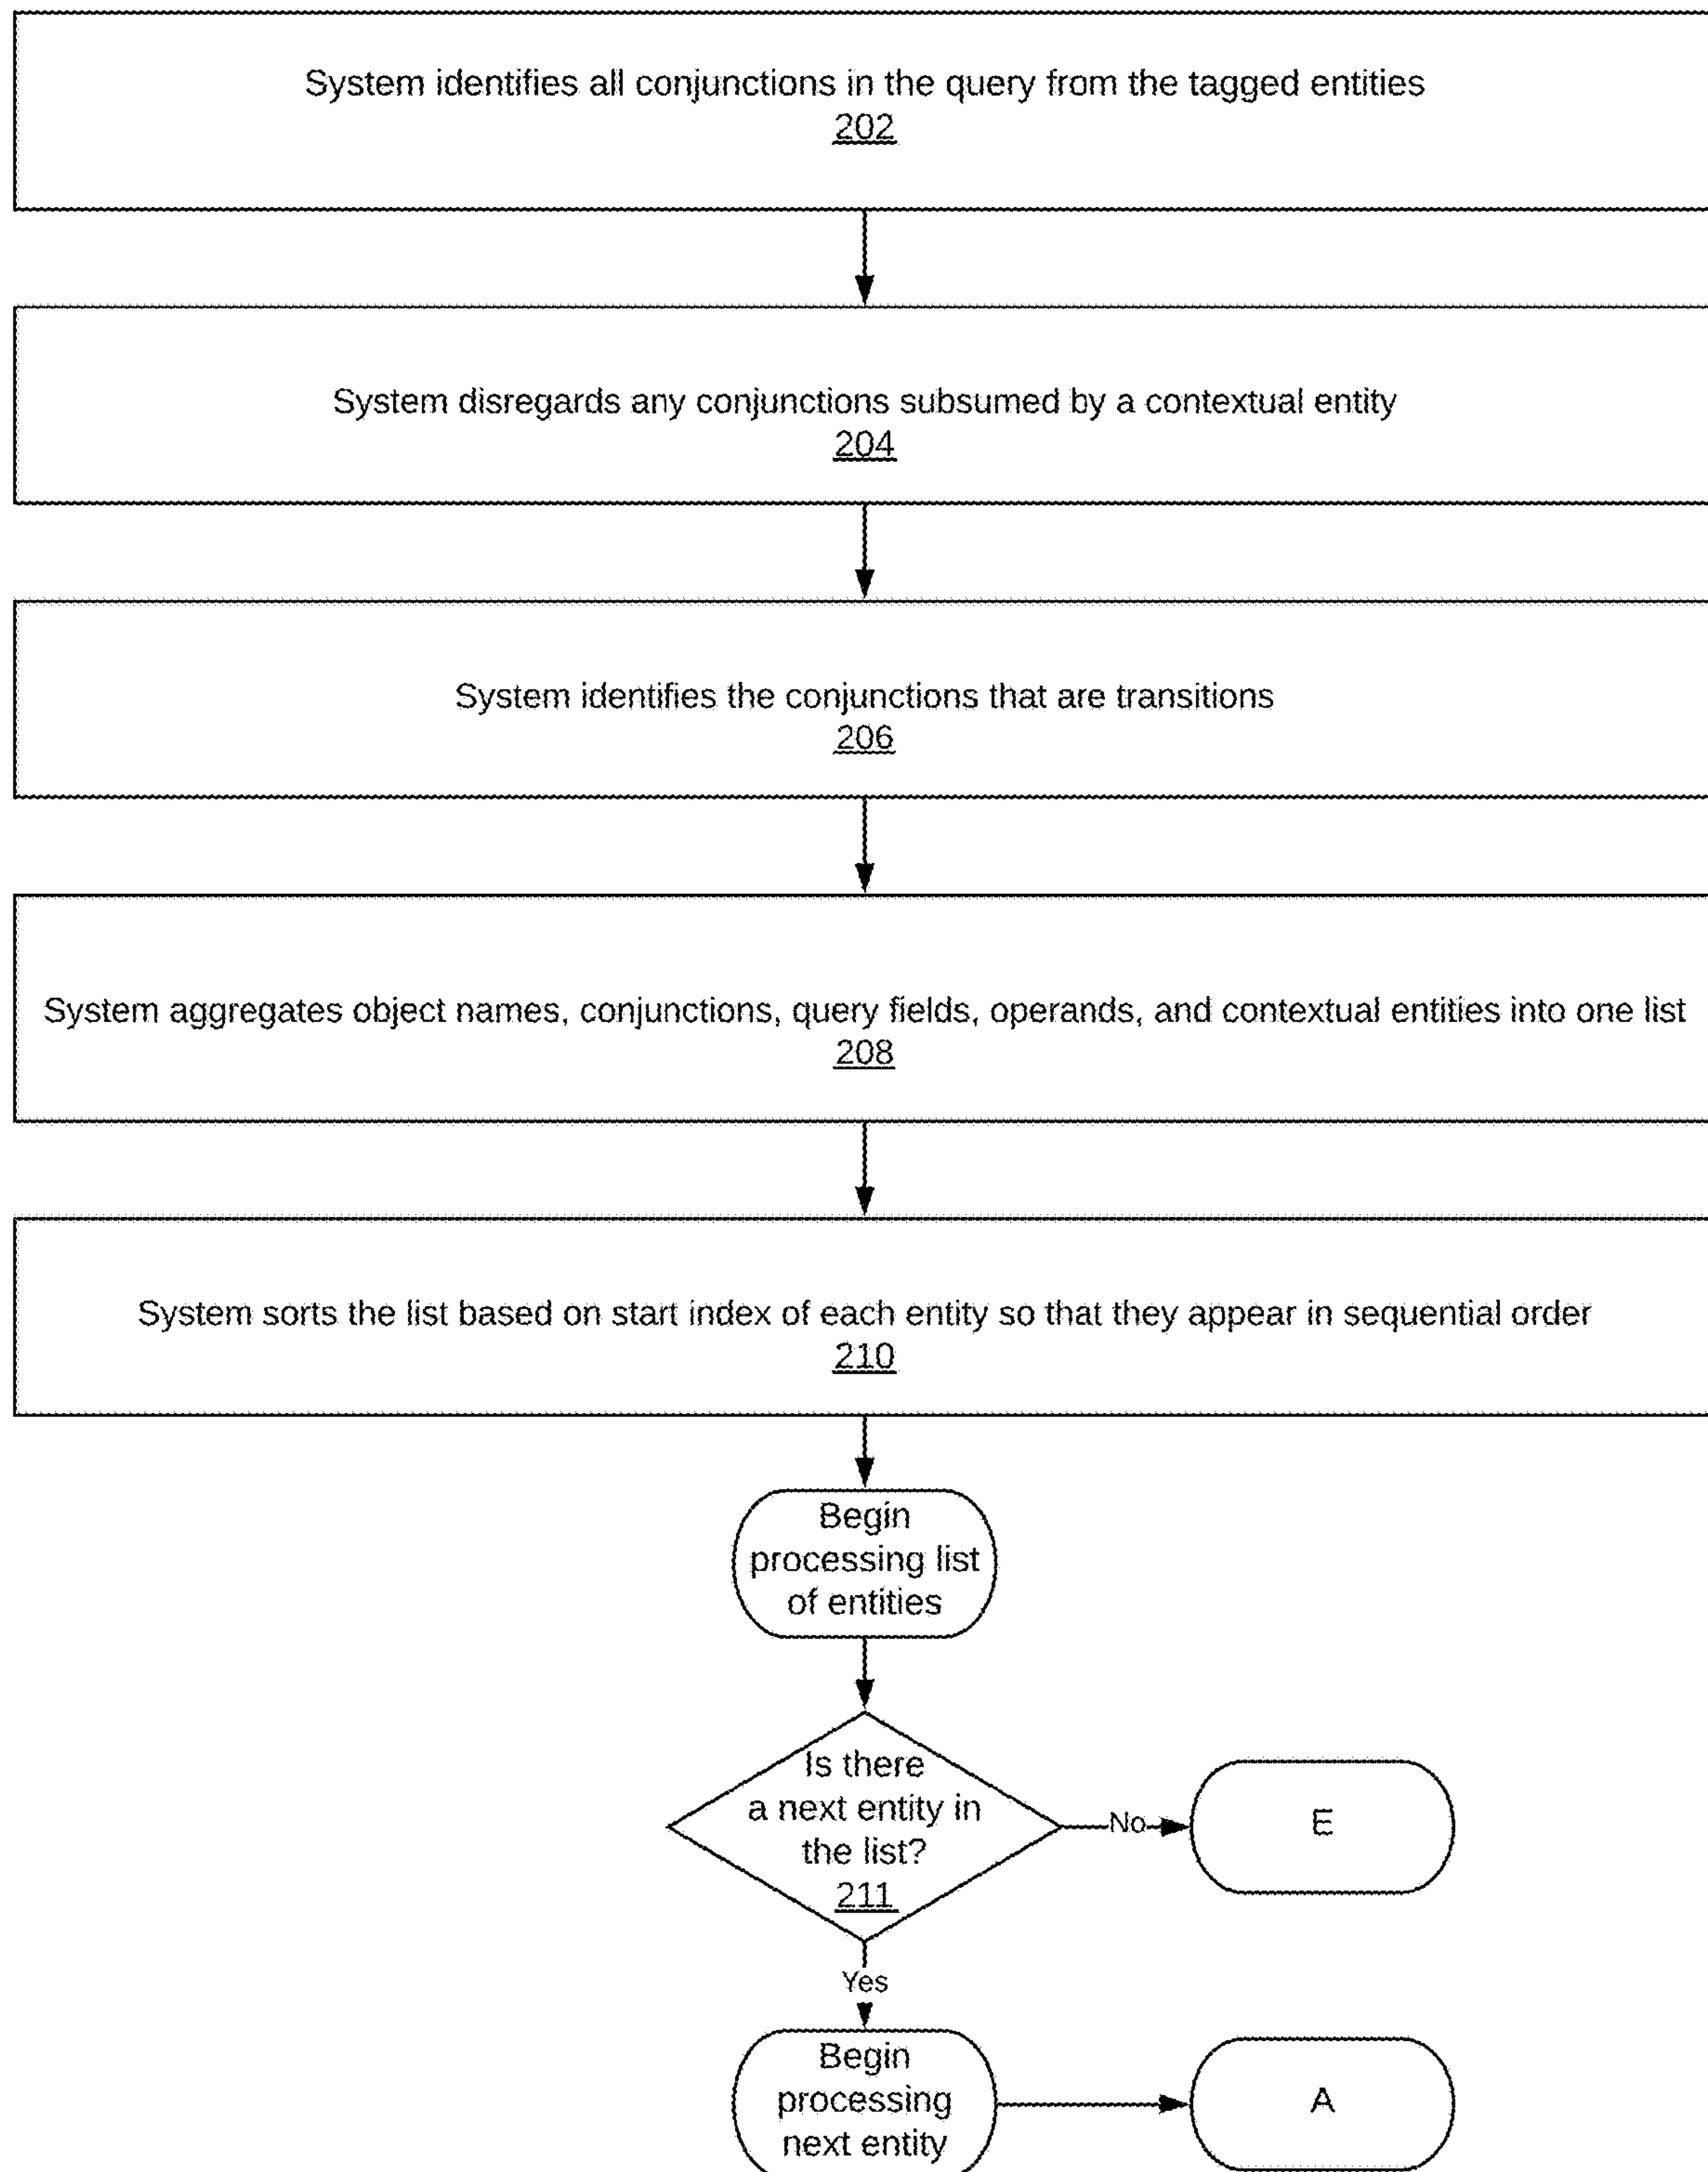 System identifies all conjunctions in the query from the tagged entities
202
System disregards any conjunctions subsumed by a contextual entity
204
System identifies the conjunctions that are transitions
206
System aggregates object names, conjunctions, query fields, operands, and contextual entities into one list
208
System sorts the list based on start index of each entity so that they appear in sequential order
210
Begin
processing list
of entities
Is there
a next entity in
the list?
211
No
E
Yes
Begin
processing
next entity
A